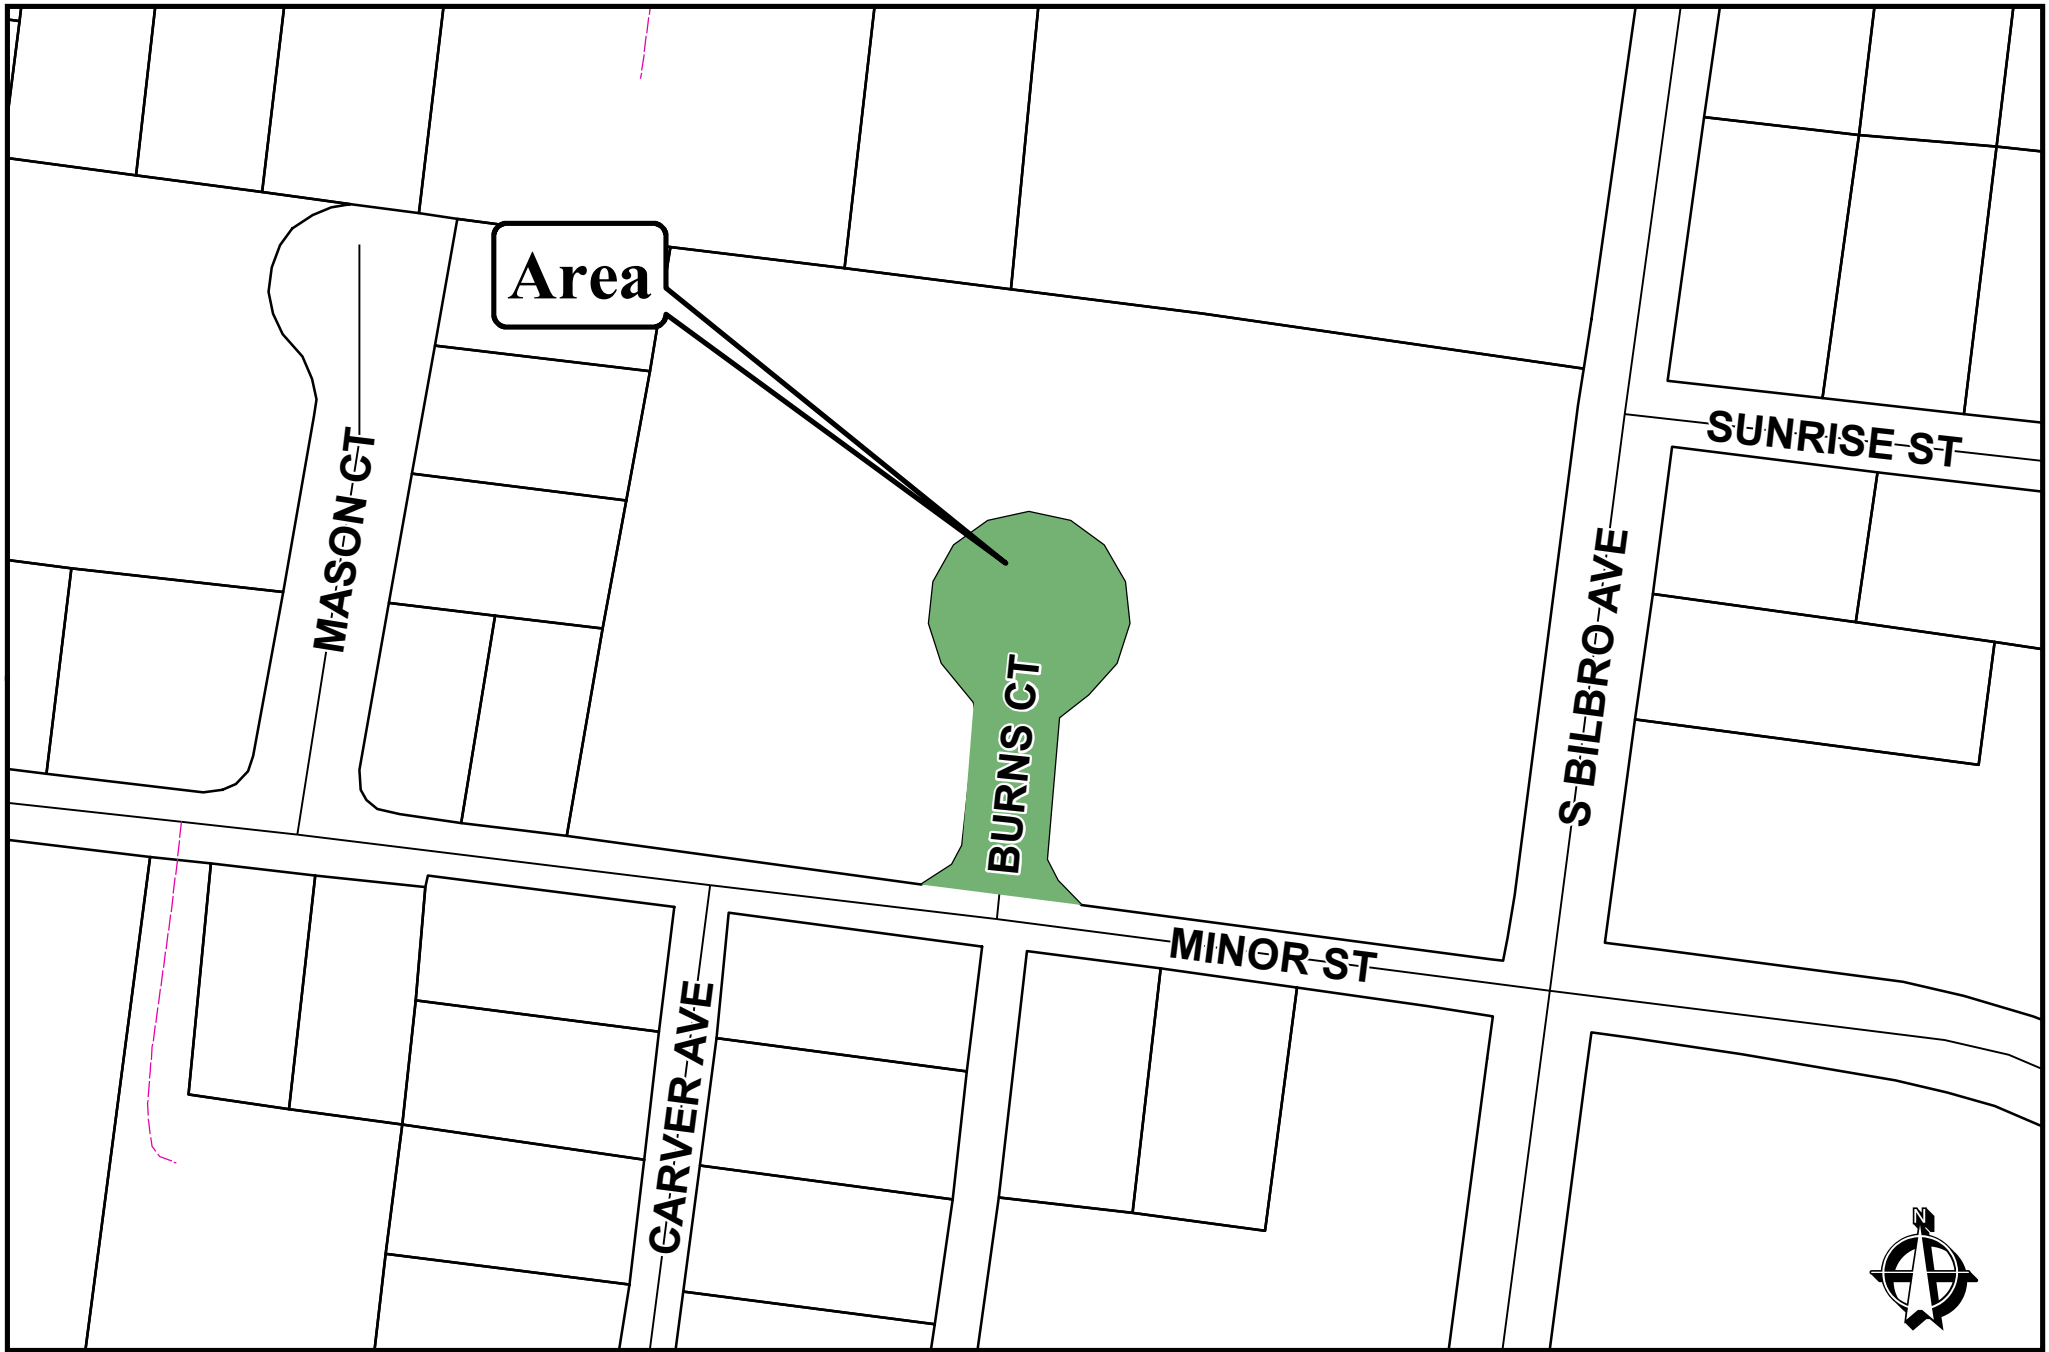 Area
SUNRISE ST
MASON CT
S BILBRO AVE
BURNS CT
MINOR ST
CARVER AVE
N